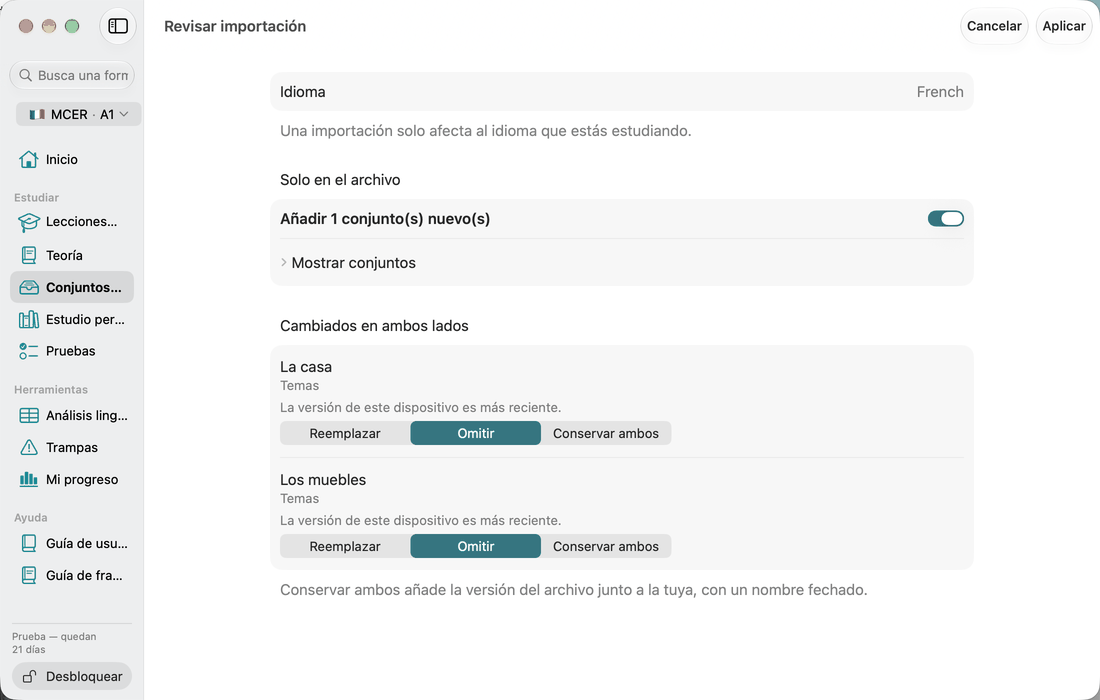 Revisar importación
Cancelar
Aplicar
Busca una forn
MCER · A1
Inicio
Estudiar
Lecciones...
Teoría
Conjuntos...
Estudio per...
Pruebas
Herramientas
Análisis ling...
Trampas
Mi progreso
Ayuda
Guía de usu...
Guía de fra...
Prueba — quedan
21 días
Desbloquear
Idioma
French
Una importación solo afecta al idioma que estás estudiando.
Solo en el archivo
Añadir 1 conjunto(s) nuevo(s)
Mostrar conjuntos
Cambiados en ambos lados
La casa
Temas
La versión de este dispositivo es más reciente.
Reemplazar Omitir Conservar ambos
Los muebles
Temas
La versión de este dispositivo es más reciente.
Reemplazar Omitir Conservar ambos
Conservar ambos añade la versión del archivo junto a la tuya, con un nombre fechado.